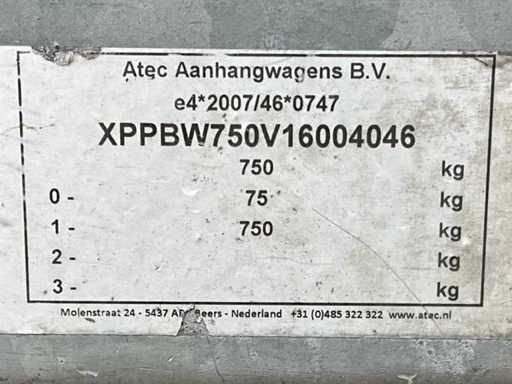 Atec Aanhangwagens B.V.
e4*2007/46*0747
XPPBW750V16004046
750 kg
0 - 75 kg
1 - 750 kg
2 - kg
3 - kg
Molenstraat 24 - 5437 Beers - Nederland +31 (0)485 322 322 www.atec.nl